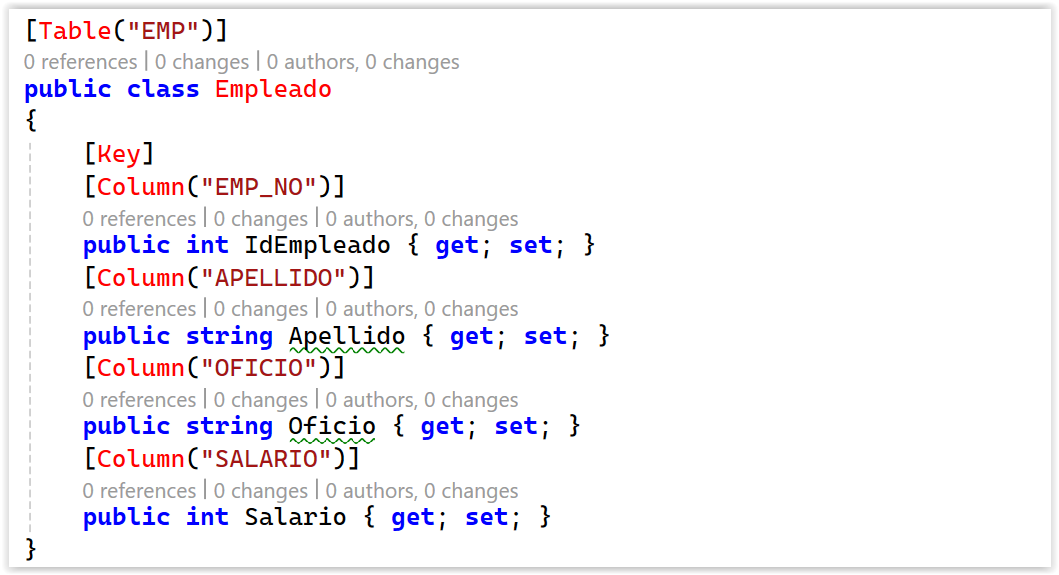 [Table("EMP")]
0 references | 0 changes | 0 authors, 0 changes
public class Empleado
{
[Key]
[Column("EMP_NO")]
0 references | 0 changes | 0 authors, 0 changes
public int IdEmpleado { get; set; }
[Column("APELLIDO")]
0 references | 0 changes | 0 authors, 0 changes
public string Apellido { get; set; }
[Column("OFICIO")]
0 references | 0 changes | 0 authors, 0 changes
public string Oficio { get; set; }
[Column("SALARIO")]
0 references | 0 changes | 0 authors, 0 changes
public int Salario { get; set; }
}